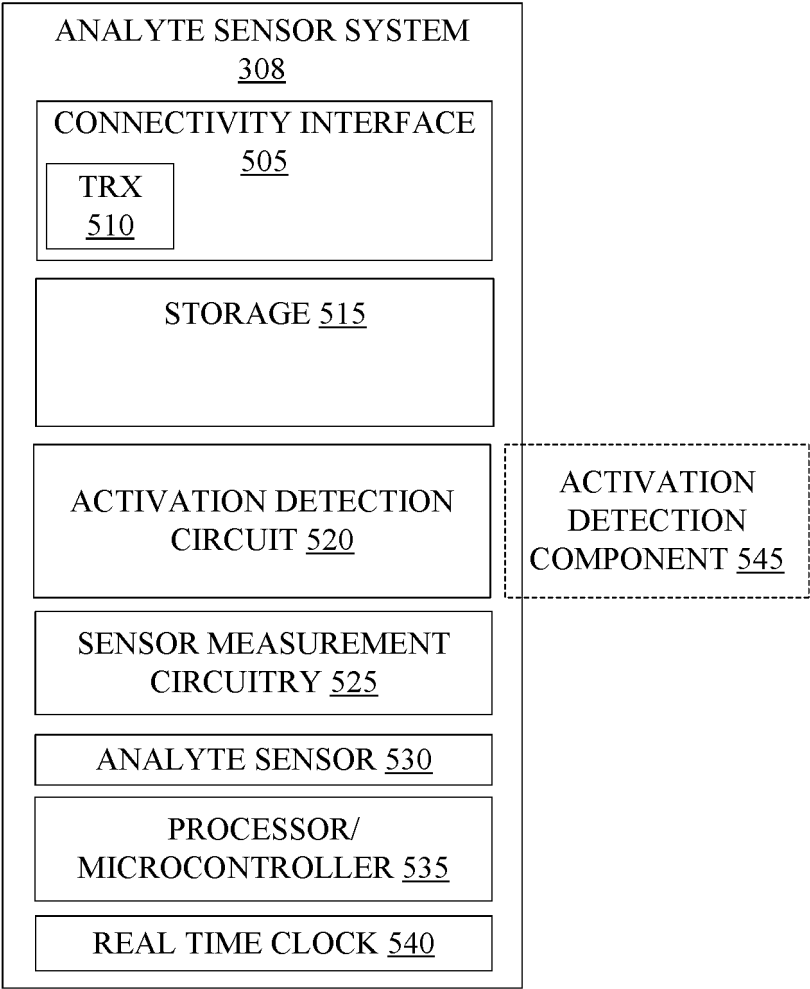 ANALYTE SENSOR SYSTEM
308
CONNECTIVITY INTERFACE
505
TRX
510
STORAGE 515
ACTIVATION DETECTION
CIRCUIT 520
ACTIVATION
DETECTION
COMPONENT 545
SENSOR MEASUREMENT
CIRCUITRY 525
ANALYTE SENSOR 530
PROCESSOR/
MICROCONTROLLER 535
REAL TIME CLOCK 540